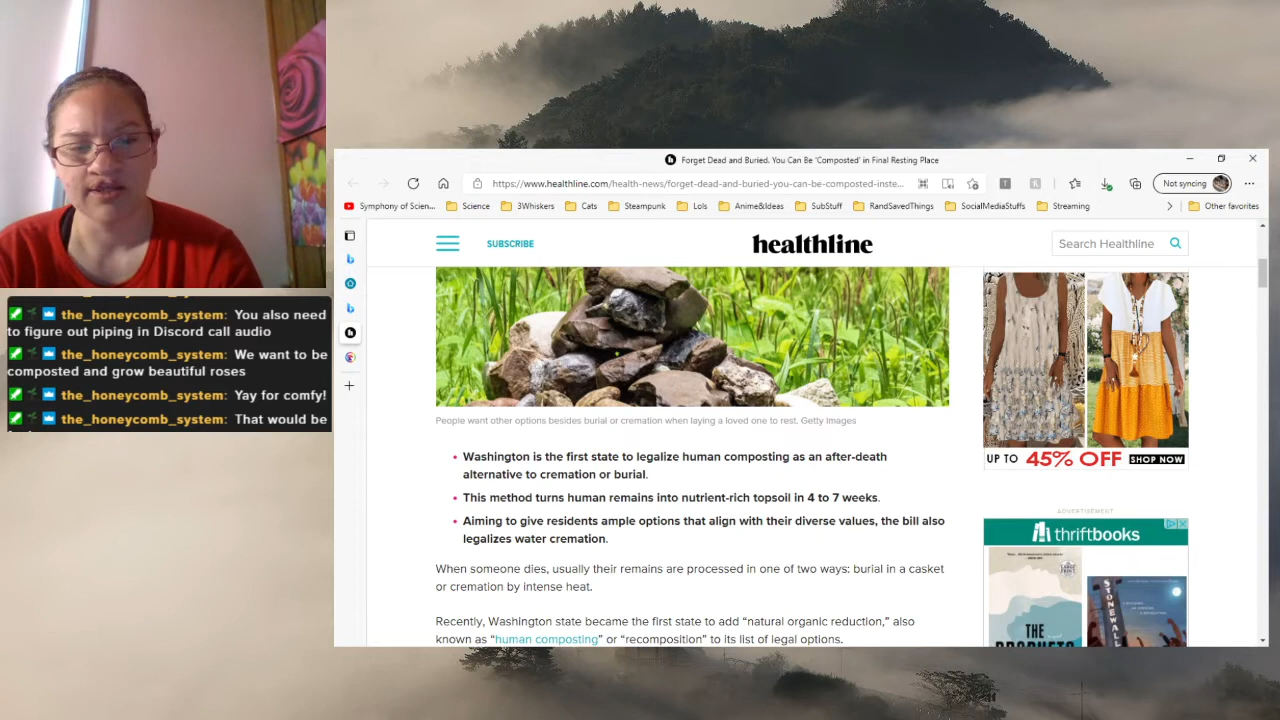 the_honeycomb_system: You also need
to figure out piping in Discord call audio
the_honeycomb_system: We want to be
composted and grow beautiful roses
the_honeycomb_system: Yay for comfy!
the_honeycomb_system: That would be
Forget Dead and Buried. You Can Be 'Composted' in Final Resting Place
https://www.healthline.com/health-news/forget-dead-and-buried-you-can-be-composted-inste...
Not syncing
Symphony of Scien... Science 3Whiskers Cats Steampunk Lols Anime&Ideas SubStuff RandSavedThings SocialMediaStuffs Streaming Other favorites
SUBSCRIBE
healthline
Search Healthline
People want other options besides burial or cremation when laying a loved one to rest. Getty Images
• Washington is the first state to legalize human composting as an after-death
alternative to cremation or burial.
• This method turns human remains into nutrient-rich topsoil in 4 to 7 weeks.
• Aiming to give residents ample options that align with their diverse values, the bill also
legalizes water cremation.
When someone dies, usually their remains are processed in one of two ways: burial in a casket
or cremation by intense heat.
Recently, Washington state became the first state to add “natural organic reduction,” also
known as “human composting” or “recomposition” to its list of legal options.
UP TO 45% OFF SHOP NOW
ADVERTISEMENT
thriftbooks
THE
STONEWALL